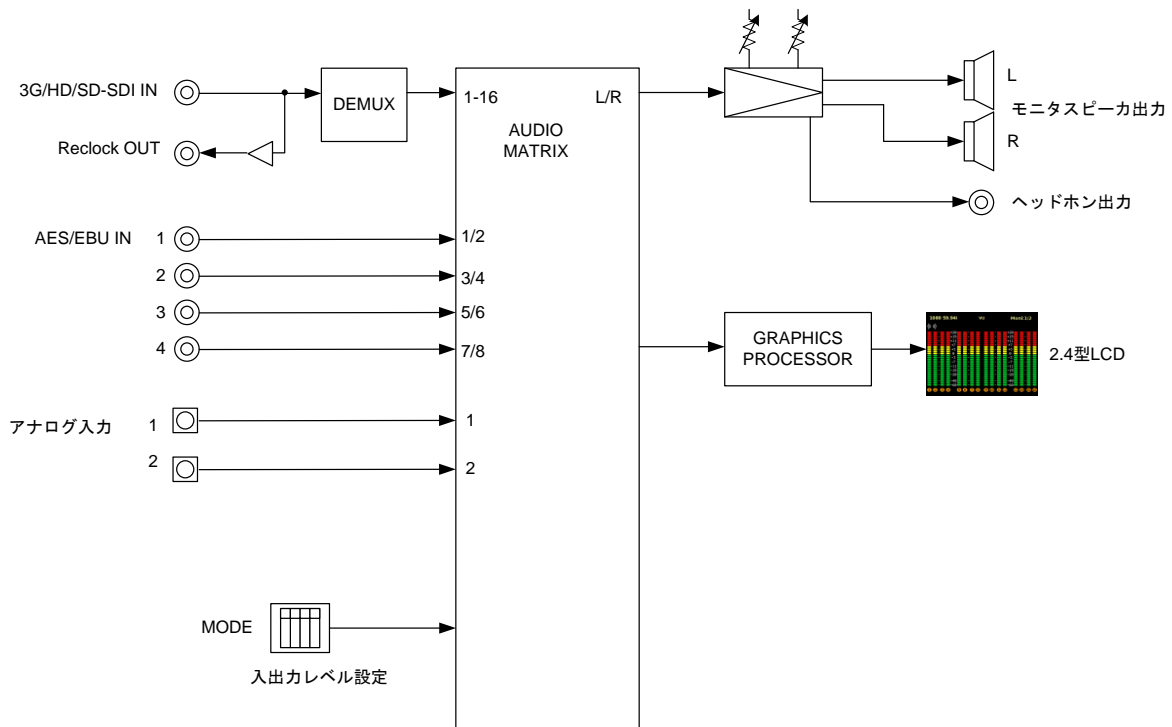 3G/HD/SD-SDI IN
DEMUX
1-16
L/R
AUDIO
MATRIX
L
モニタスピーカ出力
R
Reclock OUT
ヘッドホン出力
AES/EBU IN
1
1/2
2
3/4
3
5/6
4
7/8
GRAPHICS
PROCESSOR
2.4型LCD
アナログ入力
1
1
2
2
MODE
入出力レベル設定